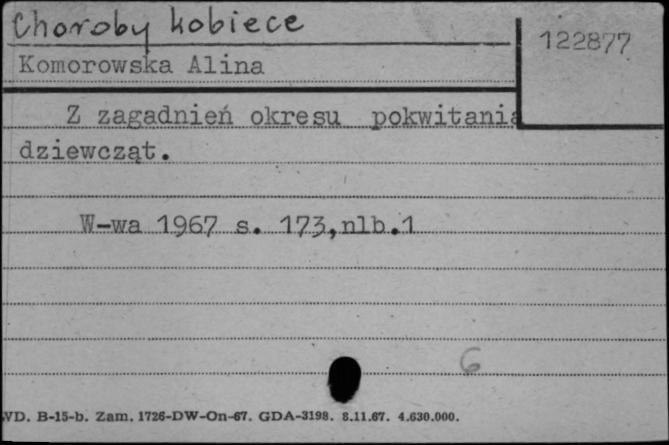 Choroby kobiece
122877
Komorowska Alina
Z zagadnień okresu pokwitania
dziewcząt.
W-wa 1967 s. 173,nlb.1
6
VD. B-15-b. Zam. 1726-DW-On-67. GDA-3198. 8.11.67. 4.630.000.